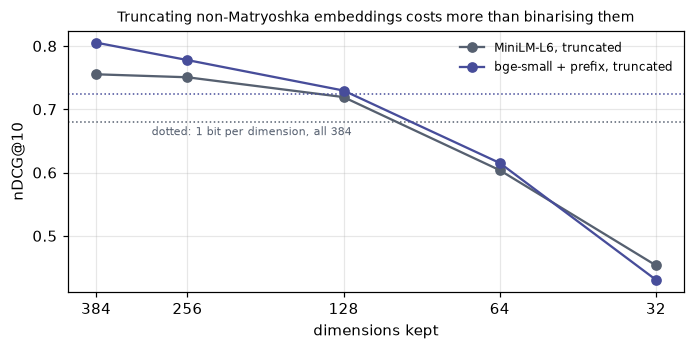 Truncating non-Matryoshka embeddings costs more than binarising them
MiniLM-L6, truncated
bge-small + prefix, truncated
dotted: 1 bit per dimension, all 384
nDCG@10
0.8
0.7
0.6
0.5
384 256 128 64 32
dimensions kept